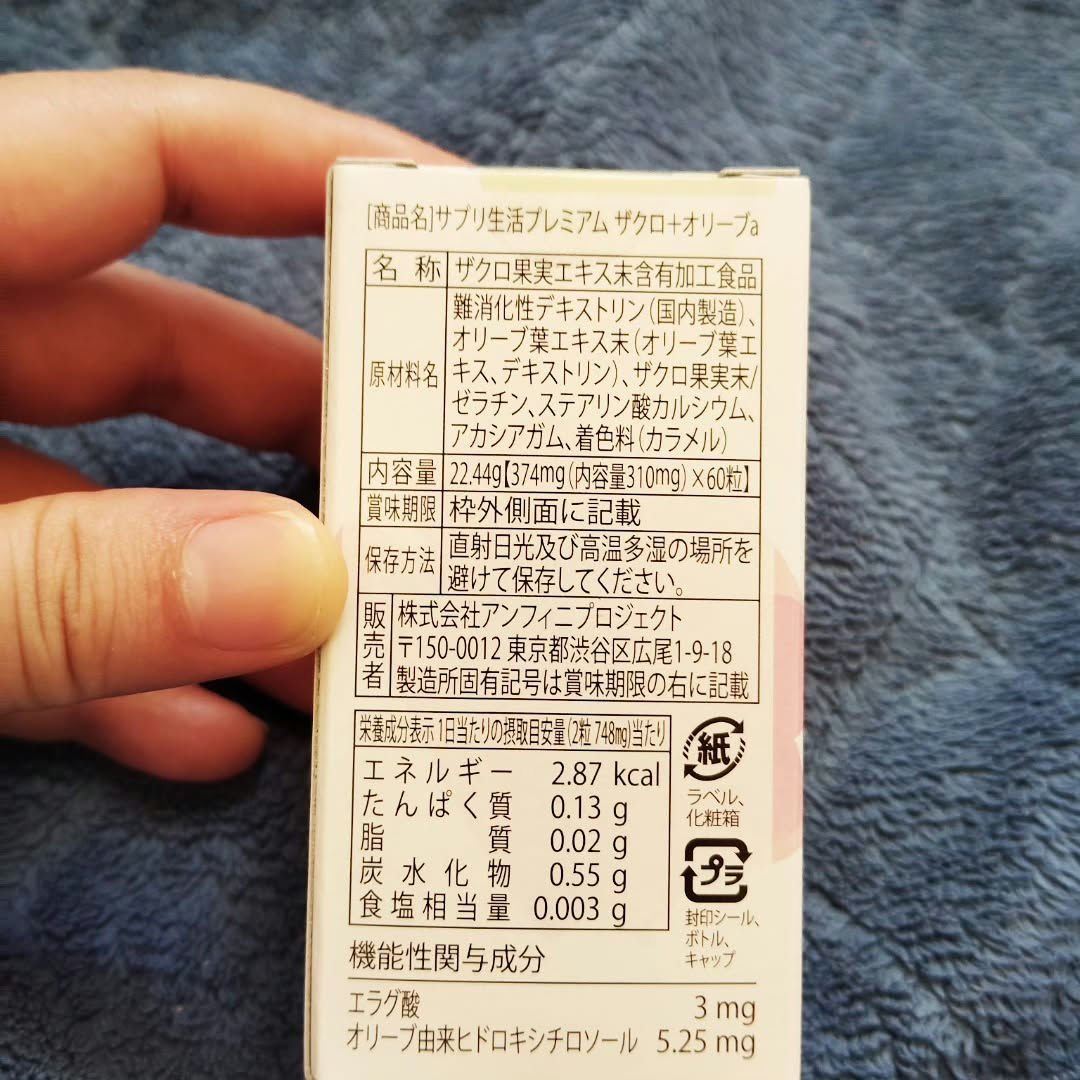 [商品名]サプリ生活プレミアム ザクロ+オリーブa
名称 ザクロ果実エキス末含有加工食品
原材料名 難消化性デキストリン(国内製造)、
オリーブ葉エキス末(オリーブ葉エ
キス、デキストリン)、ザクロ果実末/
ゼラチン、ステアリン酸カルシウム、
アカシアガム、着色料(カラメル)
内容量 22.44g【374mg(内容量310mg)×60粒】
賞味期限 枠外側面に記載
保存方法 直射日光及び高温多湿の場所を
避けて保存してください。
販売者 株式会社アンフィニプロジェクト
〒150-0012 東京都渋谷区広尾1-9-18
製造所固有記号は賞味期限の右に記載
栄養成分表示 1日当たりの摂取目安量(2粒 748mg)当たり
エネルギー 2.87 kcal
たんぱく質 0.13 g
脂質 0.02 g
炭水化物 0.55 g
食塩相当量 0.003 g
紙
ラベル、
化粧箱
プラ
封印シール、
ボトル、
キャップ
機能性関与成分
エラグ酸 3 mg
オリーブ由来ヒドロキシチロソール 5.25 mg